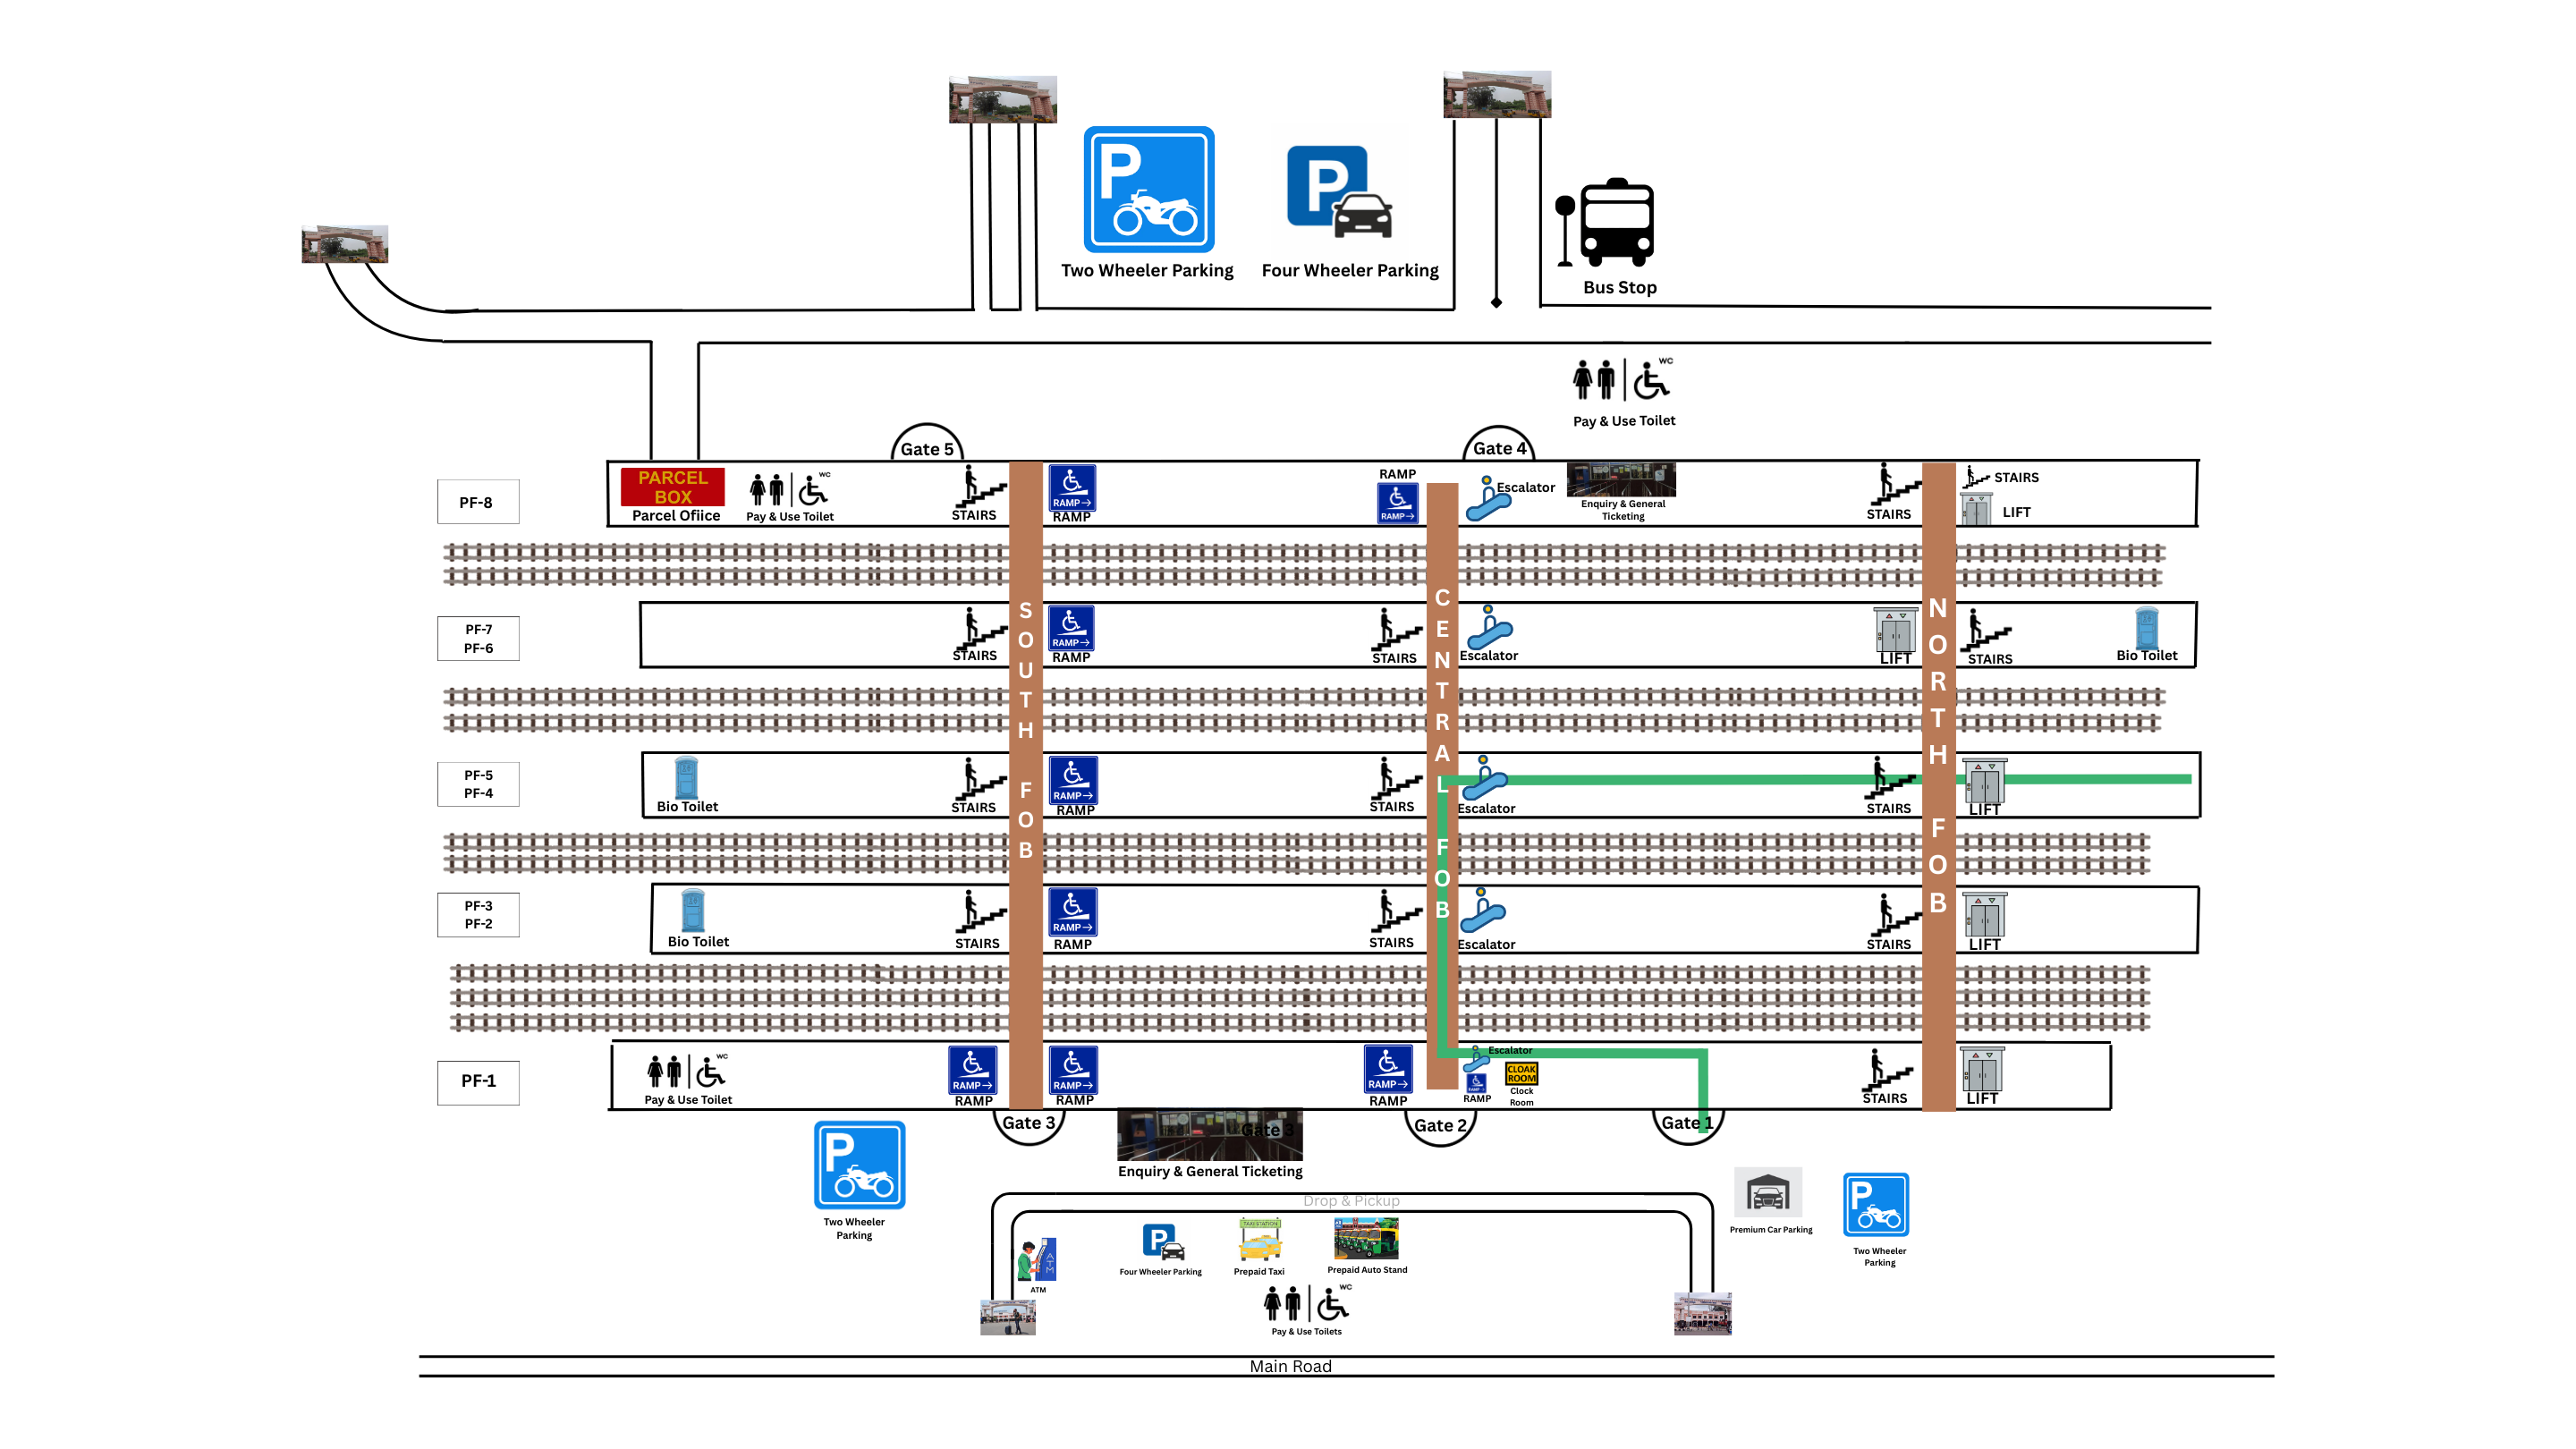 Two Wheeler Parking
Four Wheeler Parking
Bus Stop
WC
Pay & Use Toilet
Gate 5
Gate 4
PF-8
PARCEL
BOX
Parcel Ofiice
WC
Pay & Use Toilet
STAIRS
RAMP→
RAMP
RAMP
RAMP→
Escalator
Enquiry & General
Ticketing
STAIRS
STAIRS
LIFT
PF-7
PF-6
STAIRS
RAMP→
RAMP
STAIRS
Escalator
LIFT
STAIRS
Bio Toilet
SOUTH FOB
CENTRAL FOB
NORTH FOB
PF-5
PF-4
Bio Toilet
STAIRS
RAMP→
RAMP
STAIRS
Escalator
STAIRS
LIFT
PF-3
PF-2
Bio Toilet
STAIRS
RAMP→
RAMP
STAIRS
Escalator
STAIRS
LIFT
PF-1
WC
Pay & Use Toilet
RAMP→
RAMP
RAMP→
RAMP
RAMP→
RAMP
Escalator
RAMP
CLOAK
ROOM
Clock
Room
STAIRS
LIFT
Gate 3
Gate 3
Gate 2
Gate 1
Enquiry & General Ticketing
Two Wheeler
Parking
Drop & Pickup
Premium Car Parking
Two Wheeler
Parking
ATM
ATM
Four Wheeler Parking
TAXI STATION
Prepaid Taxi
Prepaid Auto Stand
WC
Pay & Use Toilets
Main Road